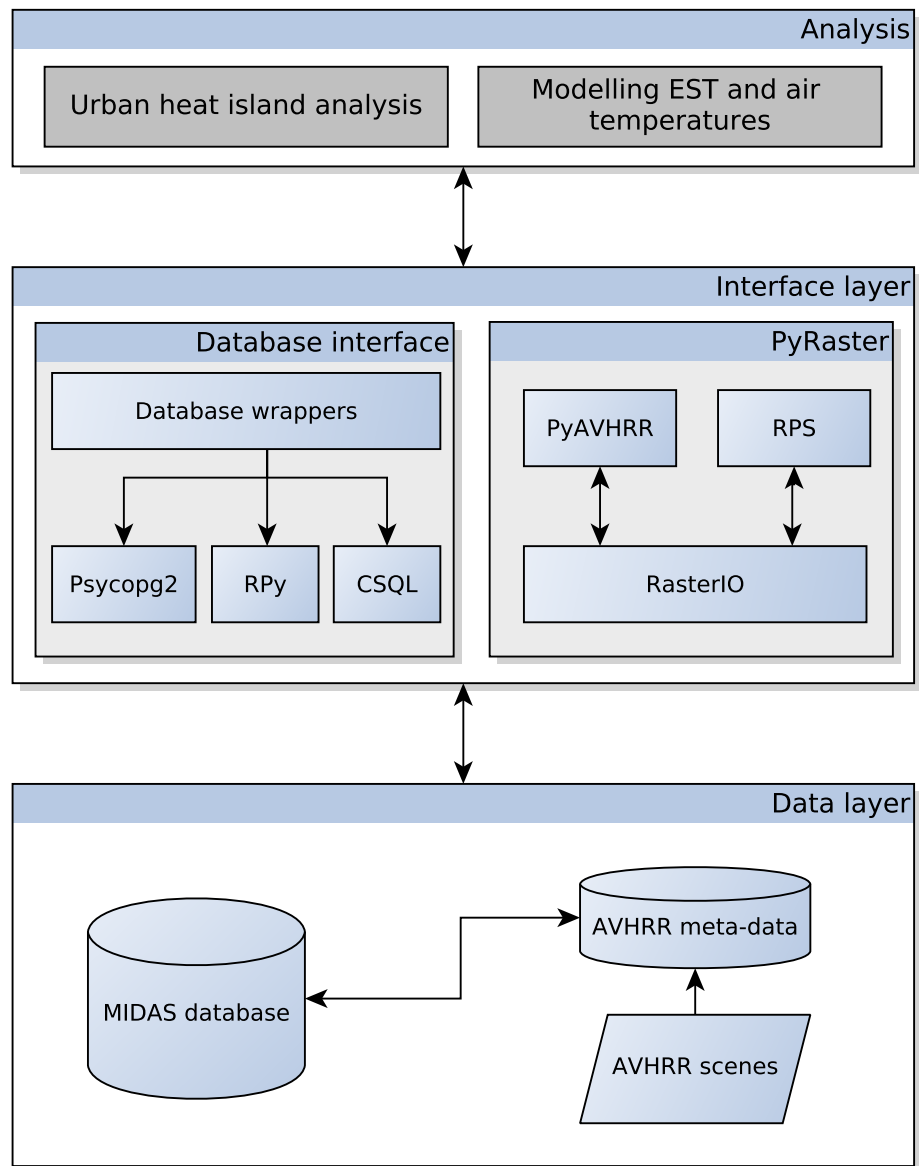 Analysis
Urban heat island analysis
Modelling EST and air
temperatures
Interface layer
Database interface
Database wrappers
Psycopg2
RPy
CSQL
PyRaster
PyAVHRR
RPS
RasterIO
Data layer
MIDAS database
AVHRR meta-data
AVHRR scenes